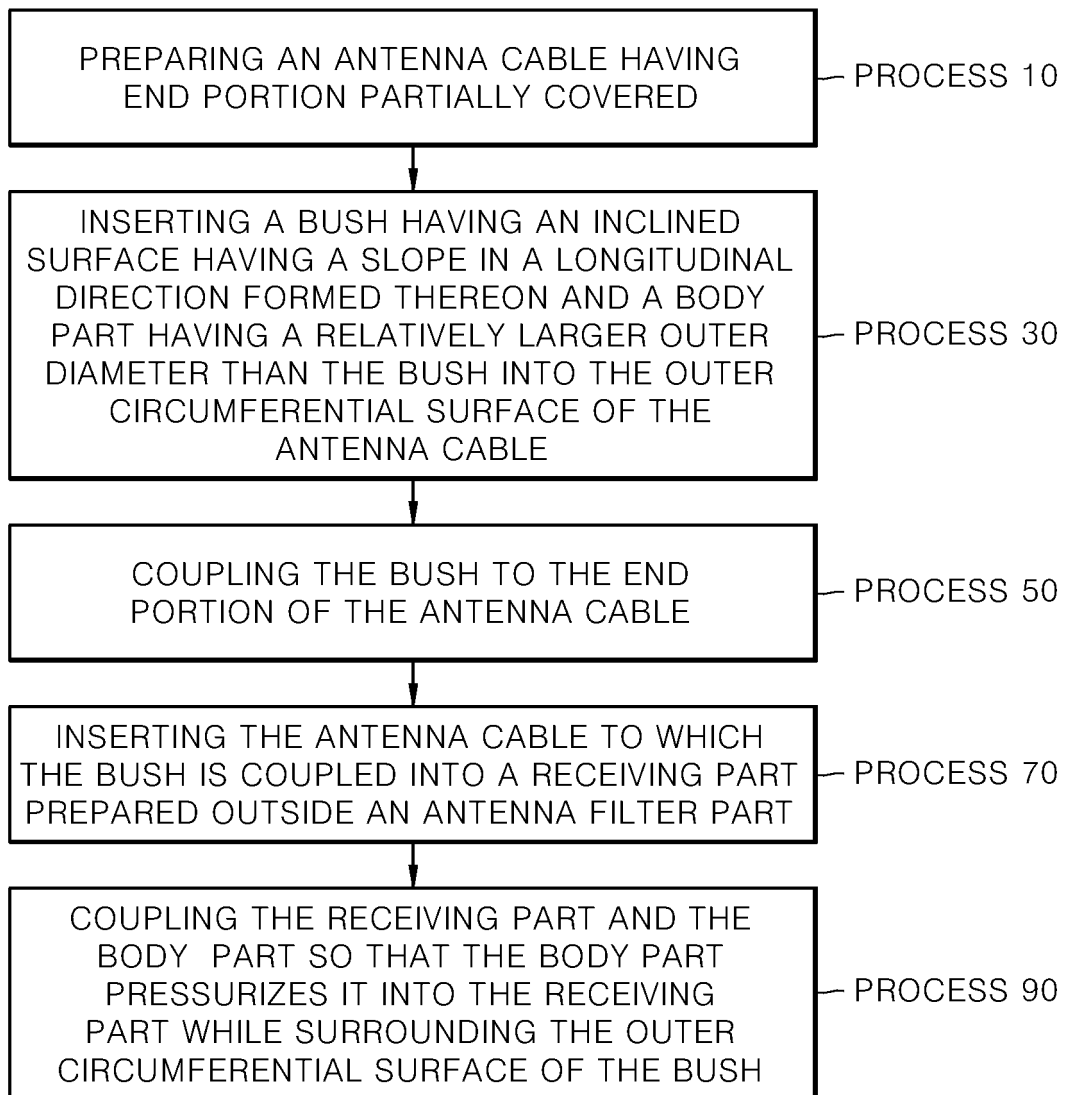 PREPARING AN ANTENNA CABLE HAVING
END PORTION PARTIALLY COVERED
PROCESS 10
INSERTING A BUSH HAVING AN INCLINED
SURFACE HAVING A SLOPE IN A LONGITUDINAL
DIRECTION FORMED THEREON AND A BODY
PART HAVING A RELATIVELY LARGER OUTER
DIAMETER THAN THE BUSH INTO THE OUTER
CIRCUMFERENTIAL SURFACE OF THE
ANTENNA CABLE
PROCESS 30
COUPLING THE BUSH TO THE END
PORTION OF THE ANTENNA CABLE
PROCESS 50
INSERTING THE ANTENNA CABLE TO WHICH
THE BUSH IS COUPLED INTO A RECEIVING PART
PREPARED OUTSIDE AN ANTENNA FILTER PART
PROCESS 70
COUPLING THE RECEIVING PART AND THE
BODY PART SO THAT THE BODY PART
PRESSURIZES IT INTO THE RECEIVING
PART WHILE SURROUNDING THE OUTER
CIRCUMFERENTIAL SURFACE OF THE BUSH
PROCESS 90